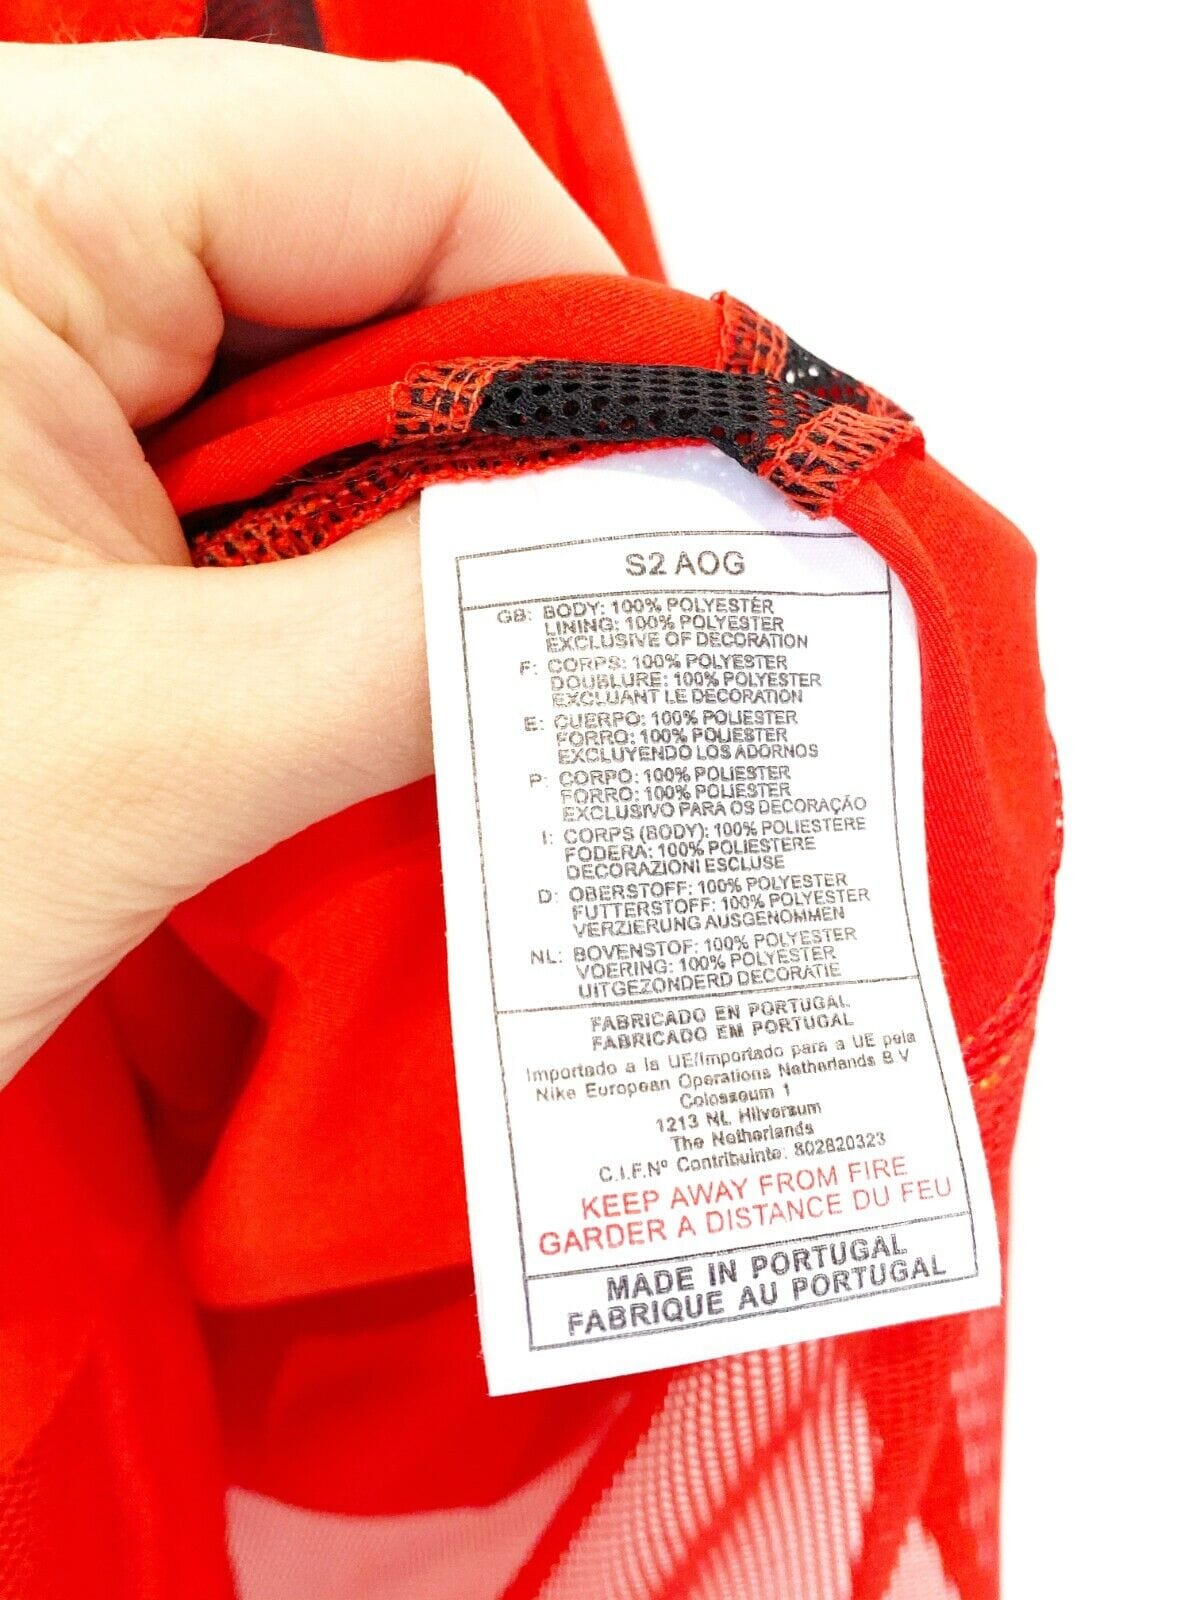 S2 AOG
GB: BODY: 100% POLYESTER
LINING: 100% POLYESTER
EXCLUSIVE OF DECORATION
F: CORPS: 100% POLYESTER
DOUBLURE: 100% POLYESTER
EXCLUANT LE DECORATION
E: CUERPO: 100% POLIESTER
FORRO: 100% POLIESTER
EXCLUYENDO LOS ADORNOS
P: CORPO: 100% POLIESTER
FORRO: 100% POLIESTER
EXCLUSIVO PARA OS DECORAÇÃO
I: CORPS (BODY): 100% POLIESTERE
FODERA: 100% POLIESTERE
DECORAZIONI ESCLUSE
D: OBERSTOFF: 100% POLYESTER
FUTTERSTOFF: 100% POLYESTER
VERZIERUNG AUSGENOMMEN
NL: BOVENSTOF: 100% POLYESTER
VOERING: 100% POLYESTER
UITGEZONDERD DECORATIE
FABRICADO EN PORTUGAL
FABRICADO EM PORTUGAL
Importado a la UE/Importado para a UE pela
Nike European Operations Netherlands B V
Colosseum 1
1213 NL Hilversum
The Netherlands
C.I.F.Nº Contribuinte: 802820323
KEEP AWAY FROM FIRE
GARDER A DISTANCE DU FEU
MADE IN PORTUGAL
FABRIQUE AU PORTUGAL